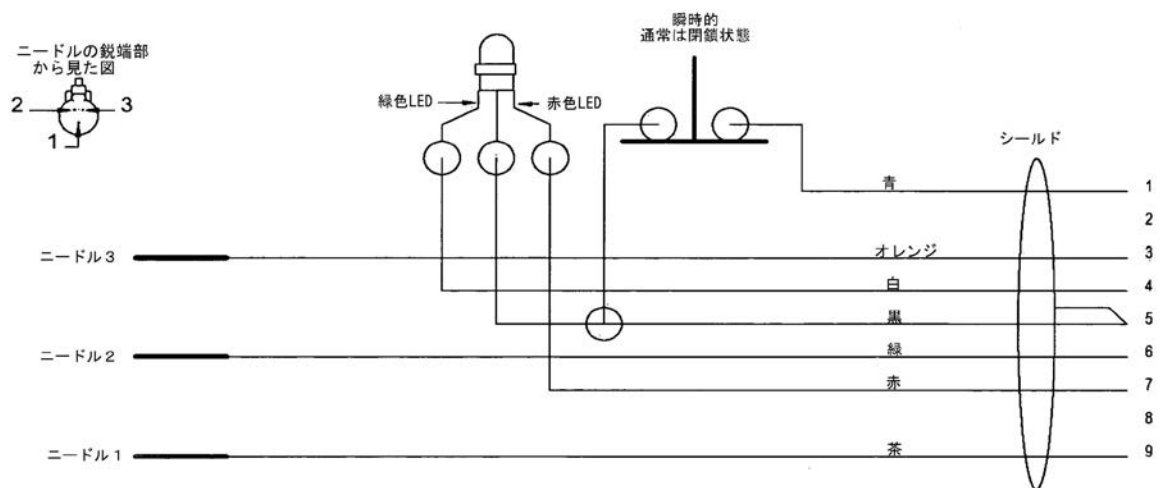 瞬時的
通常は閉鎖状態
ニードルの鋭端部
から見た図
2
3
1
緑色LED
赤色LED
シールド
青
1
2
ニードル3
オレンジ
3
白
4
黒
5
ニードル2
緑
6
赤
7
8
ニードル1
茶
9